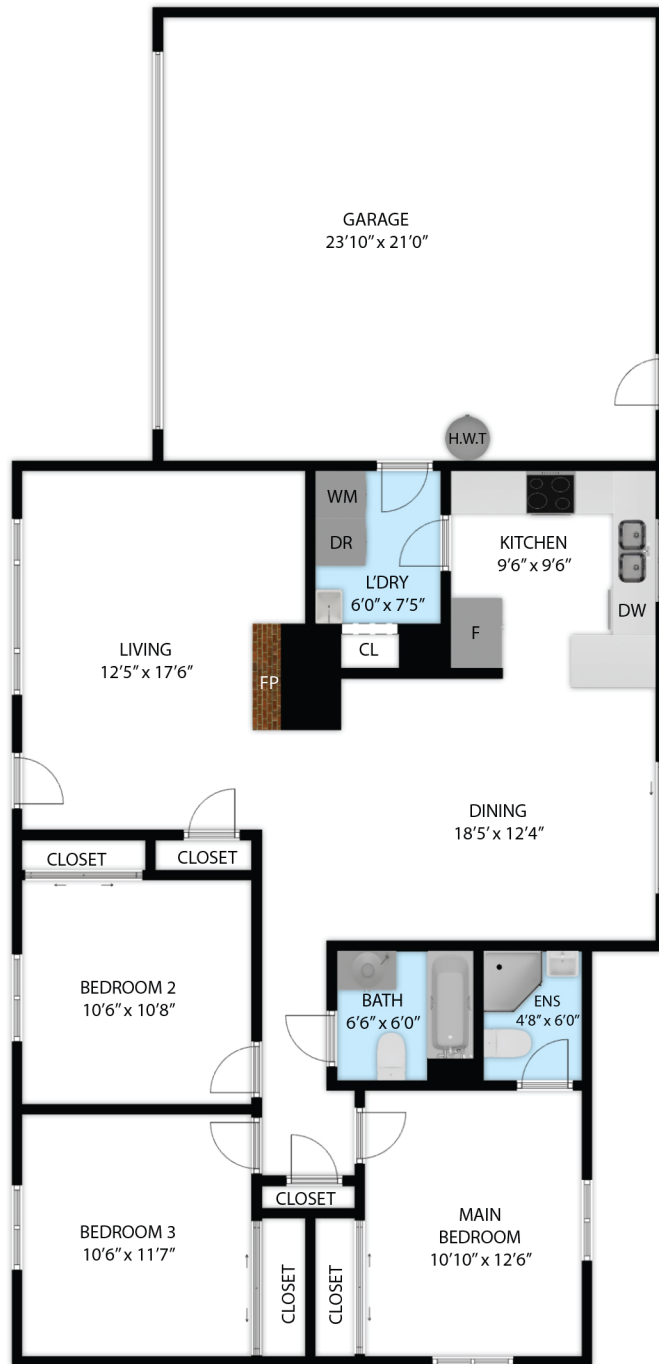 GARAGE
23'10" x 21'0"
H.W.T
WM
DR
L'DRY
6'0" x 7'5"
KITCHEN
9'6" x 9'6"
DW
F
CL
LIVING
12'5" x 17'6"
FP
DINING
18'5' x 12'4"
CLOSET
CLOSET
BEDROOM 2
10'6" x 10'8"
BATH
6'6" x 6'0"
ENS
4'8" x 6'0"
BEDROOM 3
10'6" x 11'7"
CLOSET
CLOSET
CLOSET
MAIN
BEDROOM
10'10" x 12'6"